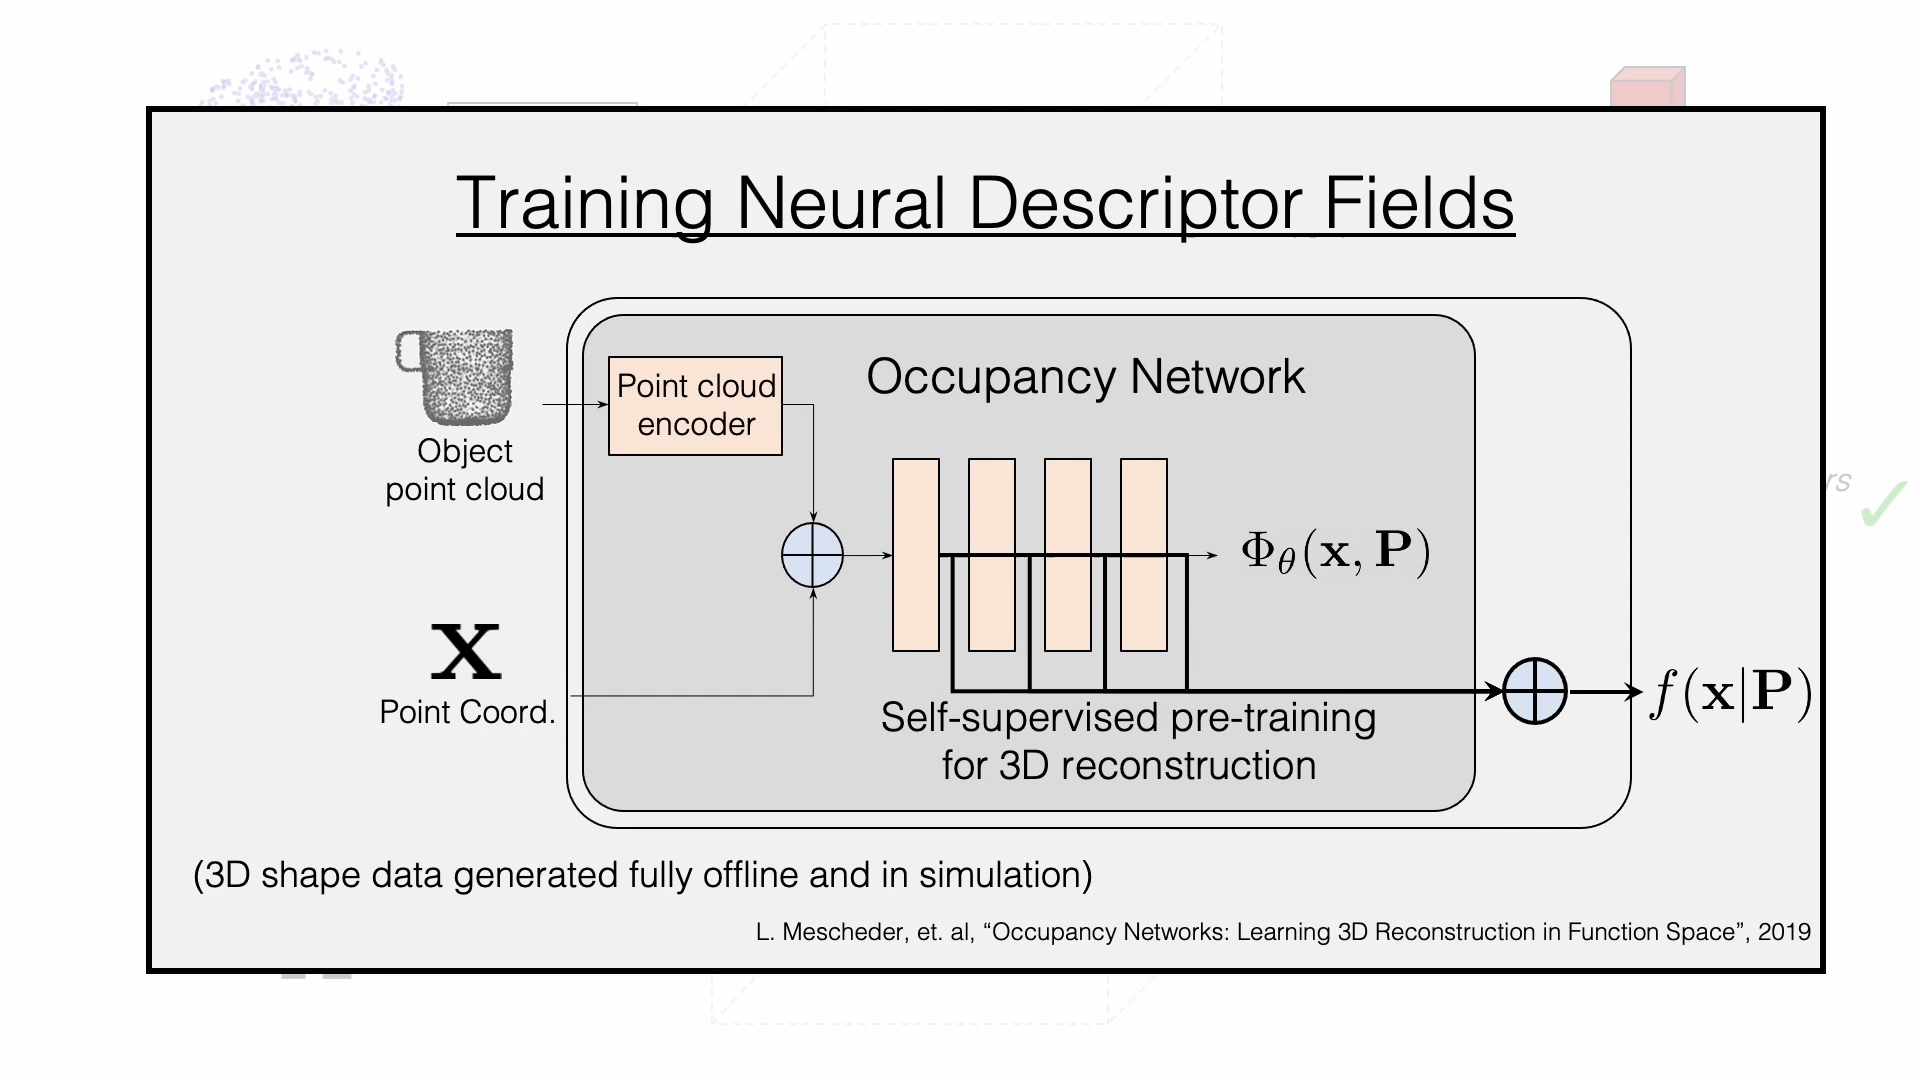 Training Neural Descriptor Fields
Occupancy Network
Point cloud
encoder
Object
point cloud
Φθ(x, P)
x
Point Coord.
f(x|P)
Self-supervised pre-training
for 3D reconstruction
(3D shape data generated fully offline and in simulation)
L. Mescheder, et. al, “Occupancy Networks: Learning 3D Reconstruction in Function Space”, 2019